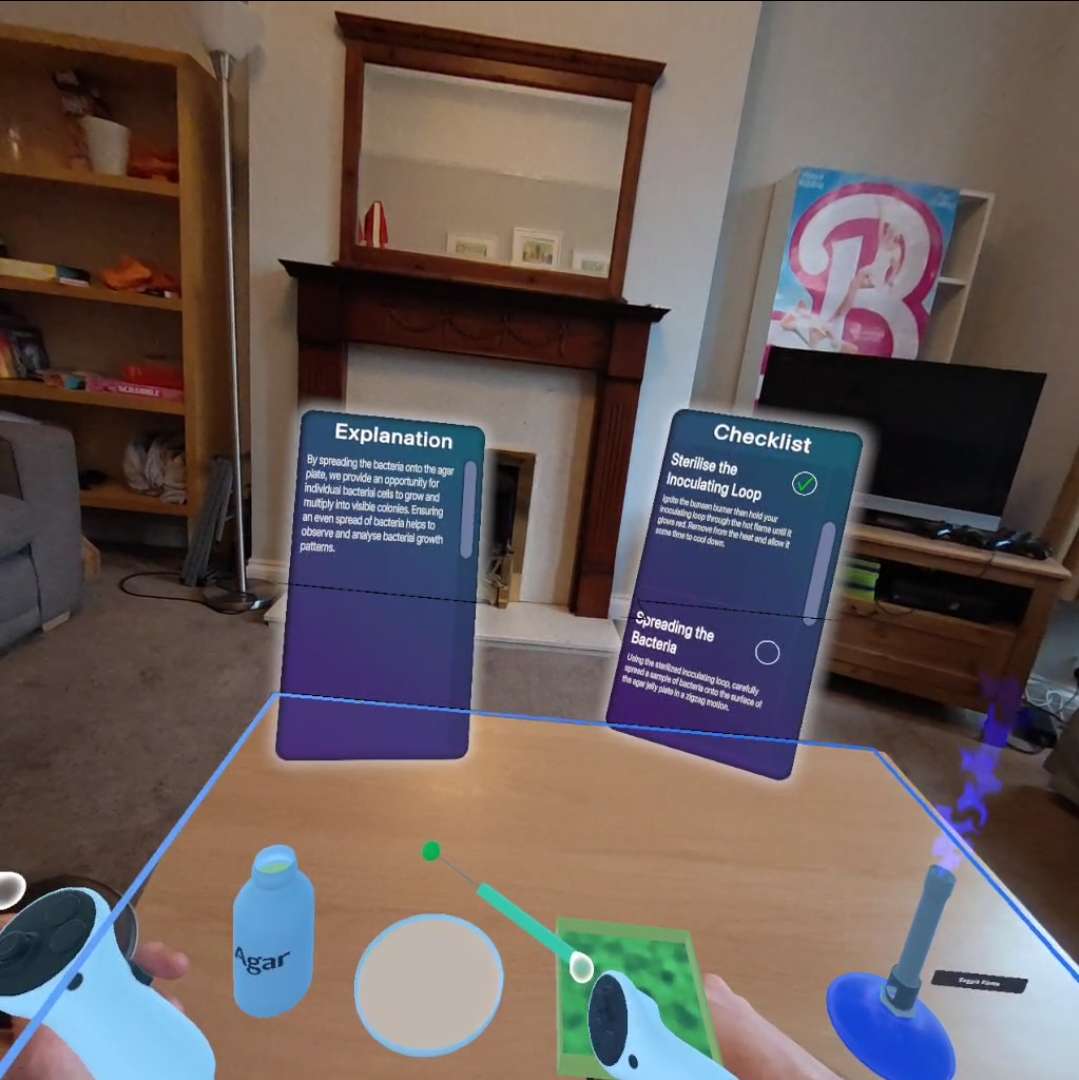 SCRABBLE
B
Explanation
By spreading the bacteria onto the agar
plate, we provide an opportunity for
individual bacterial cells to grow and
multiply into visible colonies. Ensuring
an even spread of bacteria helps to
observe and analyse bacterial growth
patterns.
Checklist
Sterilise the
Inoculating Loop
Ignite the bunsen burner then hold your
inoculating loop through the hot flame until it
glows red. Remove from the heat and allow it
some time to cool down.
Spreading the
Bacteria
Using the sterilized inoculating loop, carefully
spread a sample of bacteria onto the surface of
the agar jelly plate in a zigzag motion.
Agar
Toggle Flame